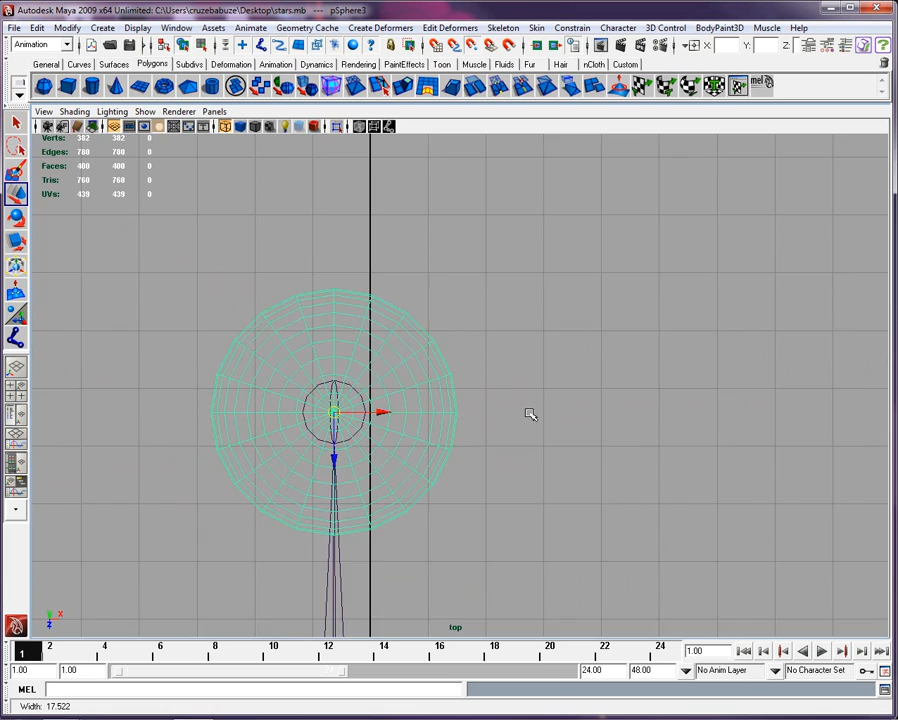 Autodesk Maya 2009 x64 Unlimited: C:\Users\cruzebabuze\Desktop\stars.mb --- pSphere3
File Edit Modify Create Display Window Assets Animate Geometry Cache Create Deformers Edit Deformers Skeleton Skin Constrain Character 3D Control BodyPaint3D Muscle Help
Animation X: Y: Z:
General Curves Surfaces Polygons Subdivs Deformation Animation Dynamics Rendering PaintEffects Toon Muscle Fluids Fur Hair nCloth Custom
mel
View Shading Lighting Show Renderer Panels
Verts: 382 382 0
Edges: 780 780 0
Faces: 400 400 0
Tris: 760 760 0
UVs: 439 439 0
Y X
Z
top
1 2 4 6 8 10 12 14 16 18 20 22 24 1.00
1.00 1.00 24.00 48.00 No Anim Layer No Character Set
MEL
Width: 17.522